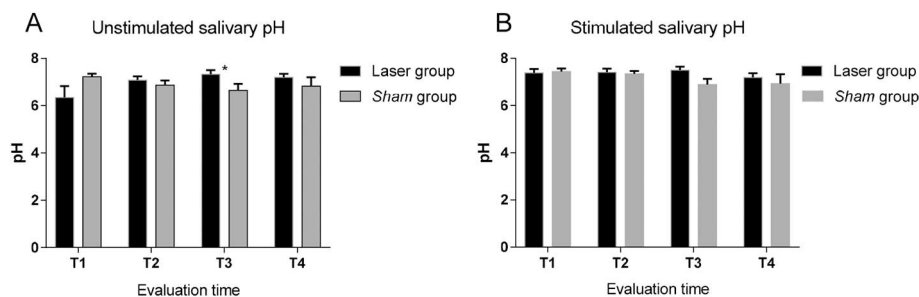 A
Unstimulated salivary pH
8
6
4
2
0
pH
*
T1 T2 T3 T4
Evaluation time
Laser group
Sham group
B
Stimulated salivary pH
8
6
4
2
0
pH
T1 T2 T3 T4
Evaluation time
Laser group
Sham group